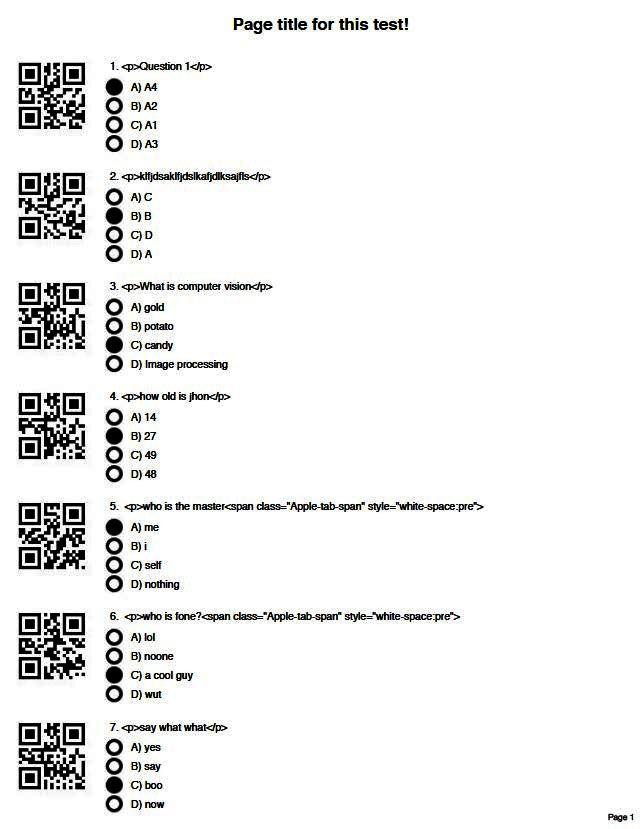 Page title for this test!
1. <p>Question 1</p>
A) A4
B) A2
C) A1
D) A3
2. <p>klfjdsaklfjdslkafjdlksajfls</p>
A) C
B) B
C) D
D) A
3. <p>What is computer vision</p>
A) gold
B) potato
C) candy
D) Image processing
4. <p>how old is jhon</p>
A) 14
B) 27
C) 49
D) 48
5. <p>who is the master<span class="Apple-tab-span" style="white-space:pre">
A) me
B) i
C) self
D) nothing
6. <p>who is fone?<span class="Apple-tab-span" style="white-space:pre">
A) lol
B) noone
C) a cool guy
D) wut
7. <p>say what what</p>
A) yes
B) say
C) boo
D) now
Page 1